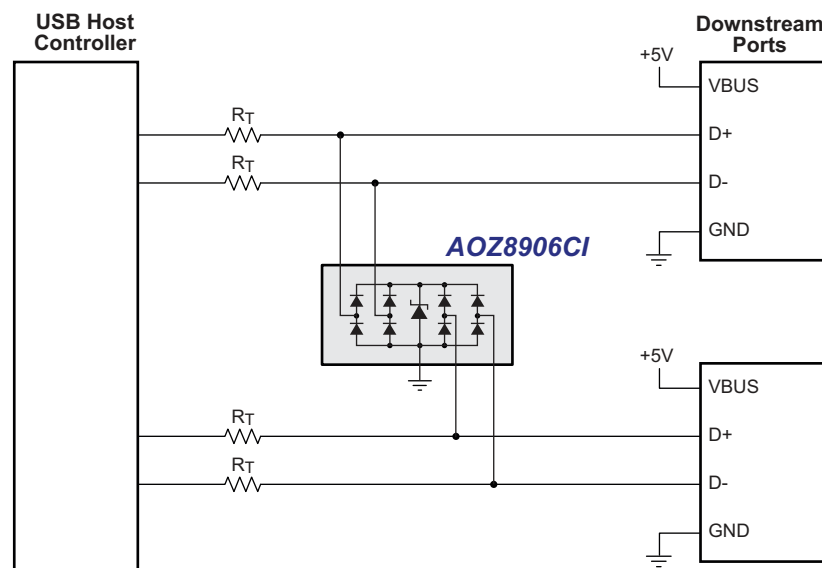 USB Host
Controller
Downstream
Ports
+5V
VBUS
RT
D+
RT
D-
GND
AOZ8906CI
+5V
VBUS
RT
D+
RT
D-
GND